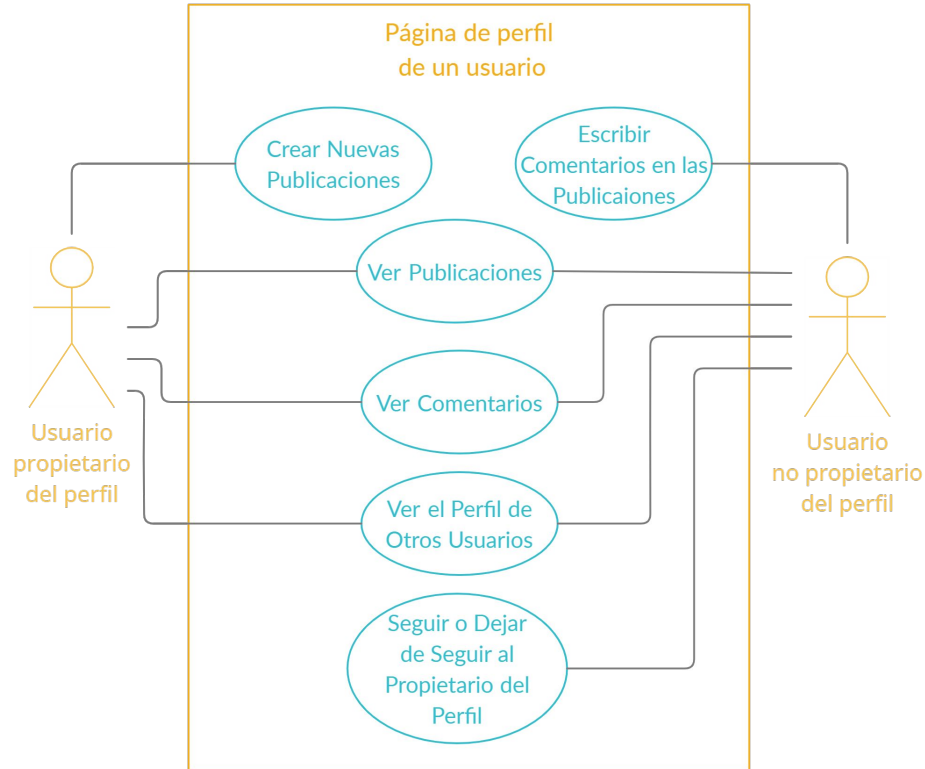 Página de perfil
de un usuario
Crear Nuevas
Publicaciones
Escribir
Comentarios en las
Publicaiones
Ver Publicaciones
Ver Comentarios
Usuario
propietario
del perfil
Usuario
no propietario
del perfil
Ver el Perfil de
Otros Usuarios
Seguir o Dejar
de Seguir al
Propietario del
Perfil